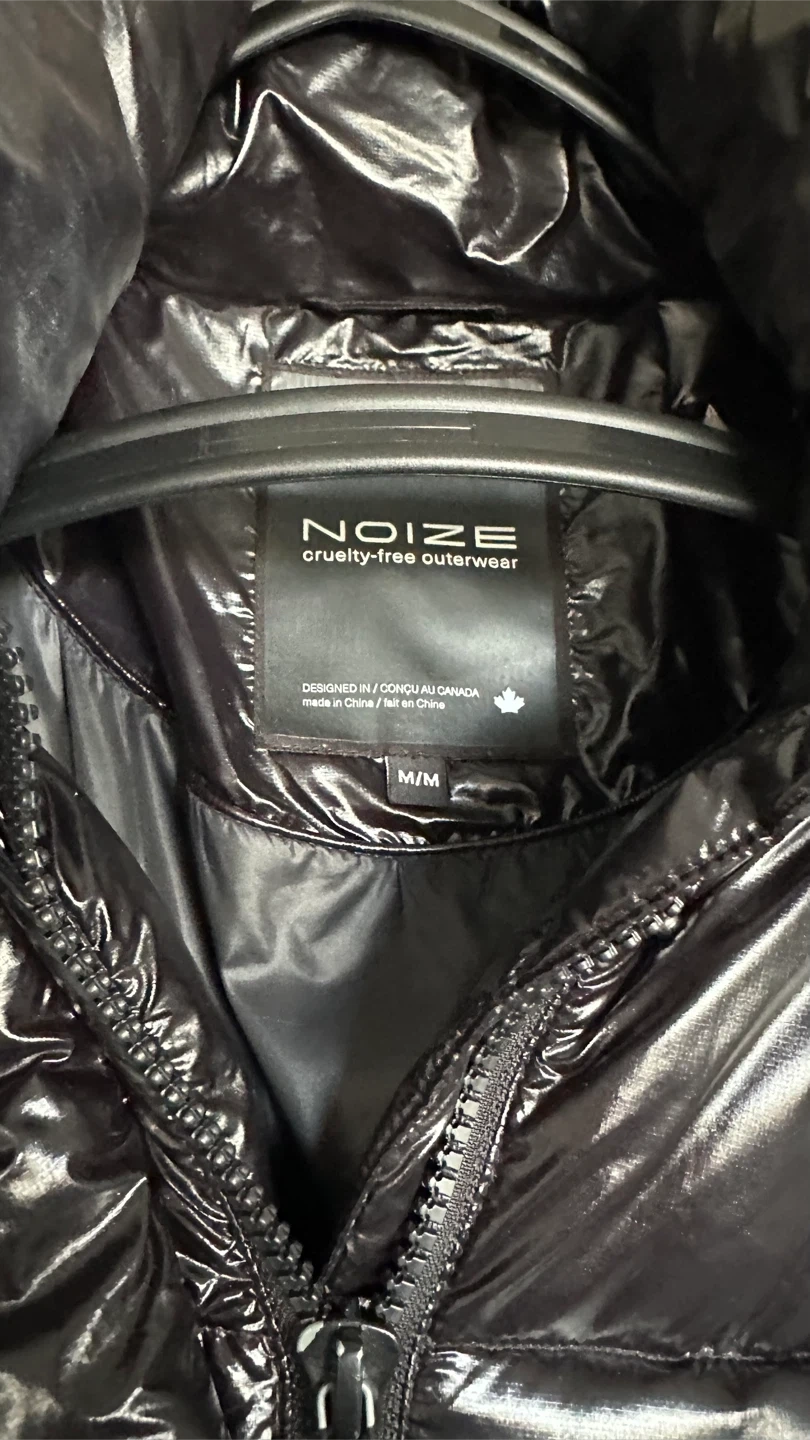 NOIZE
cruelty-free outerwear
DESIGNED IN / CONÇU AU CANADA
made in China / fait en Chine
M/M